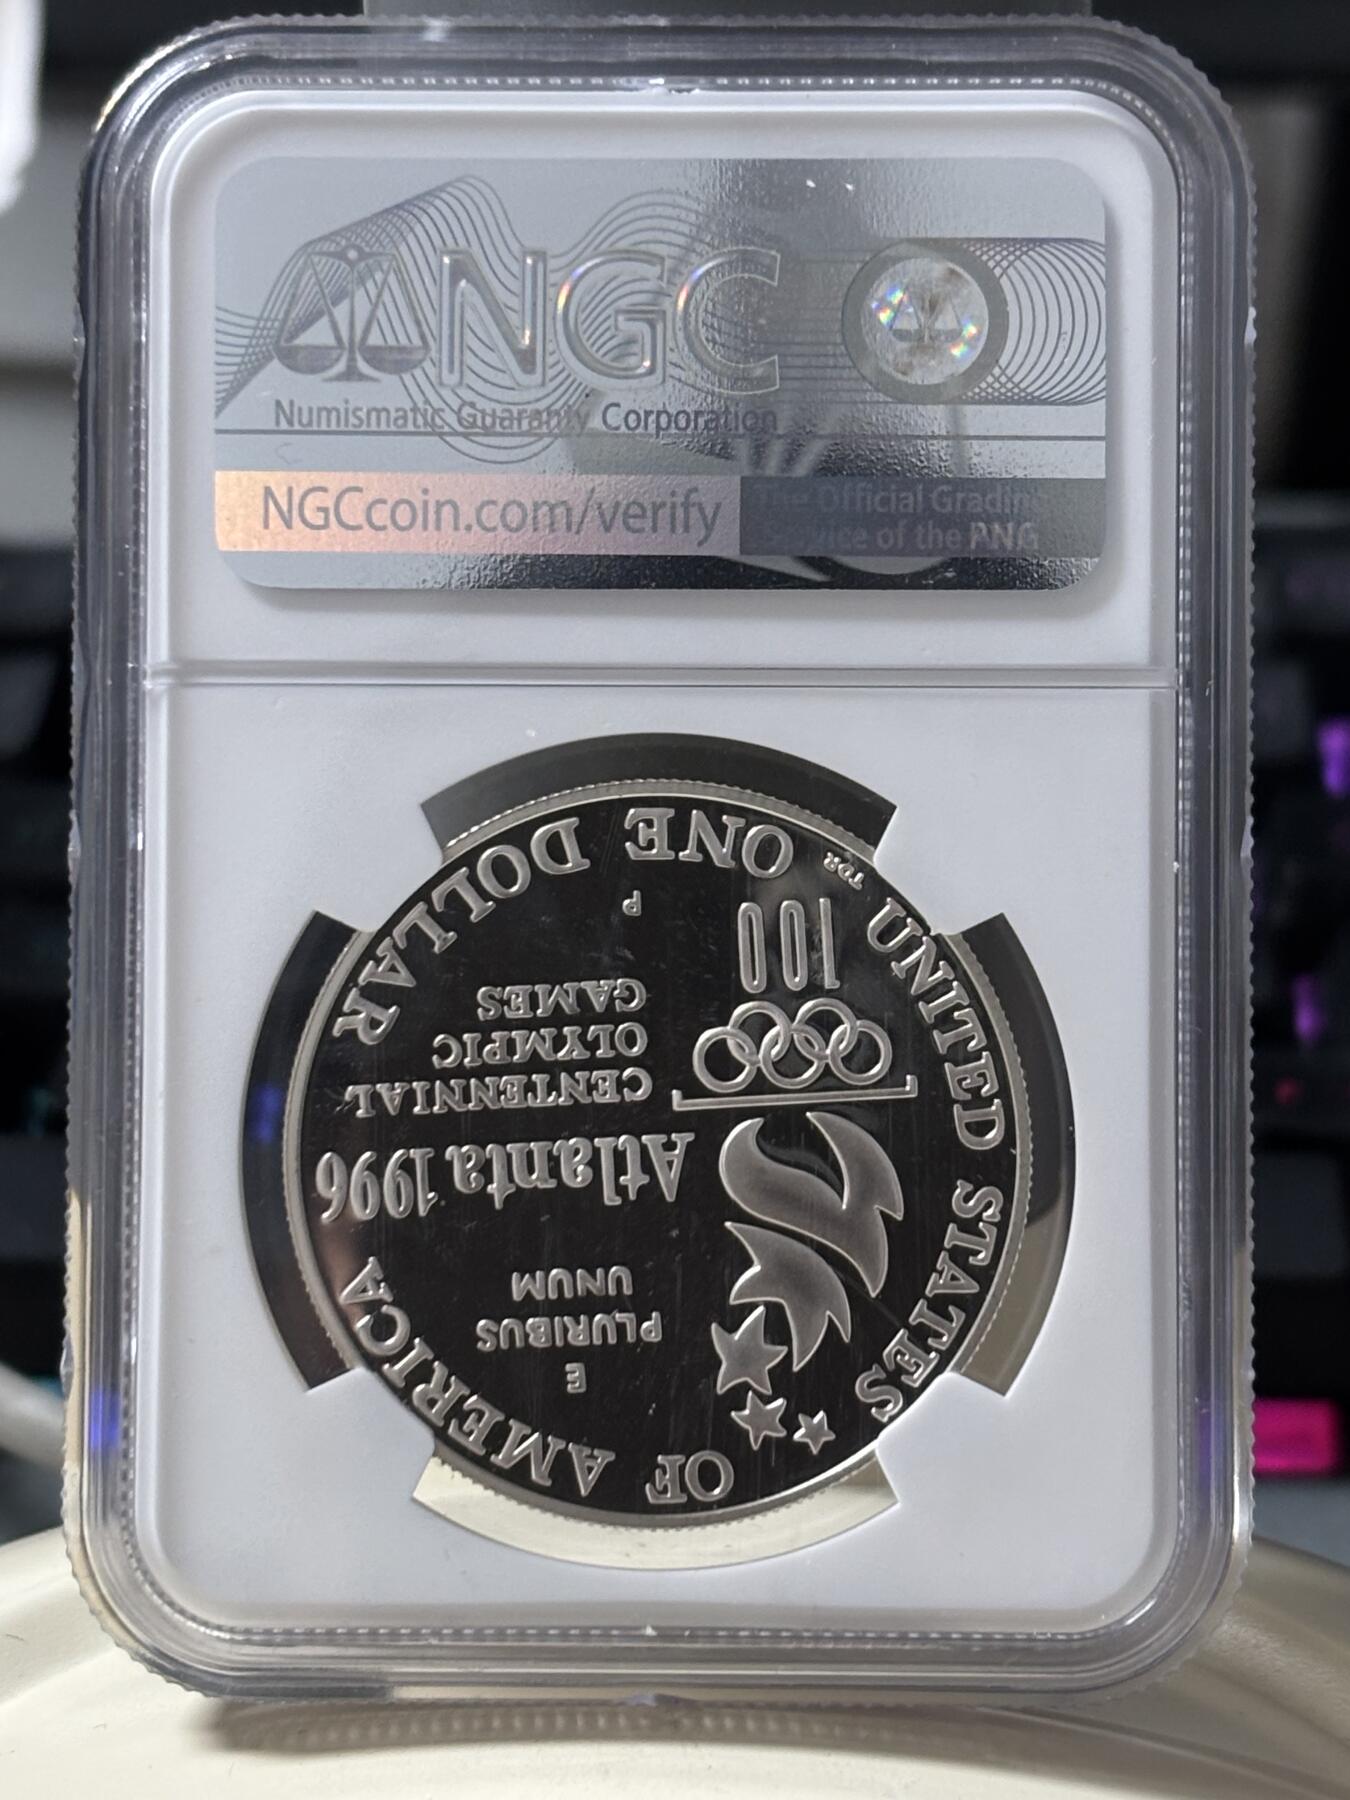 NGC
Numismatic Guaranty Corporation
NGCcoin.com/verify
The Official Grading
Service of the PNG
UNITED STATES OF AMERICA
E
PLURIBUS
UNUM
Atlanta 1996
CENTENNIAL
OLYMPIC
GAMES
100
P
TDR
ONE DOLLAR